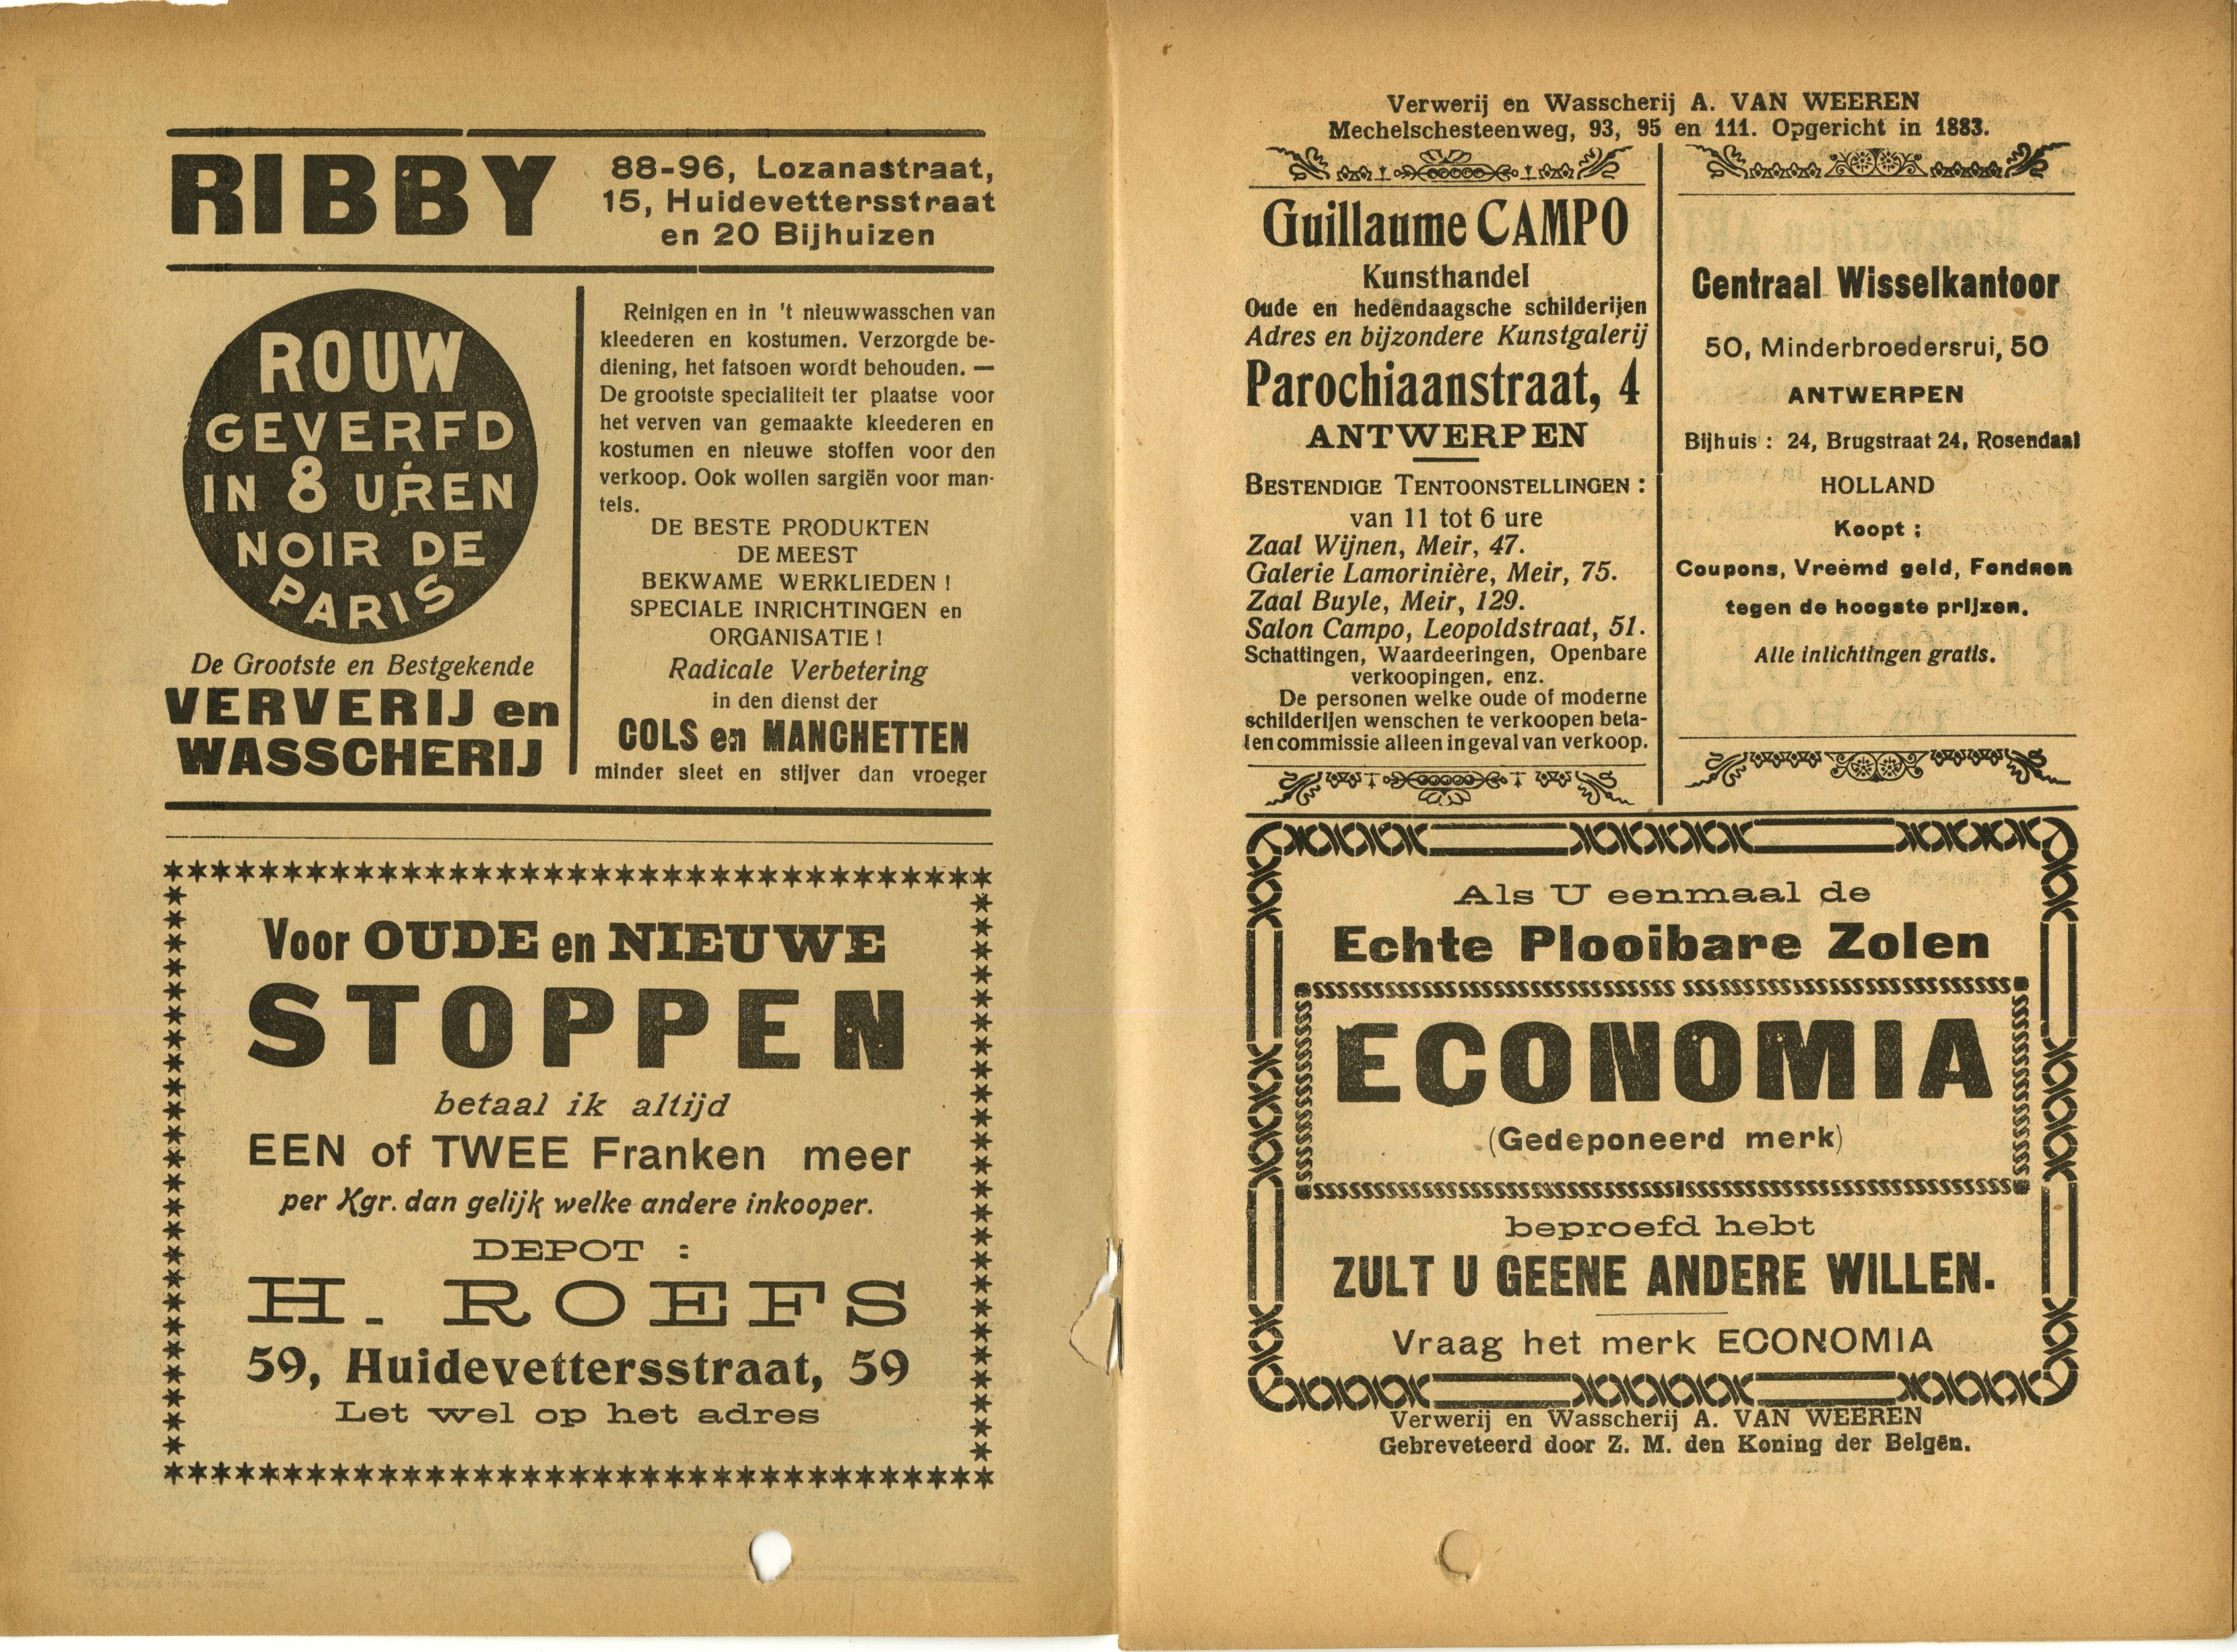 RIBBY
88-96, Lozanastraat,
15, Huidevettersstraat
en 20 Bijhuizen
ROUW
GEVERFD
IN 8 UREN
NOIR DE
PARIS
De Grootste en Bestgekende
VERVERIJ en
WASSCHERIJ
Reinigen en in 't nieuwwasschen van
kleederen en kostumen. Verzorgde be-
diening, het fatsoen wordt behouden. —
De grootste specialiteit ter plaatse voor
het verven van gemaakte kleederen en
kostumen en nieuwe stoffen voor den
verkoop. Ook wollen sargiën voor man-
tels.
DE BESTE PRODUKTEN
DE MEEST
BEKWAME WERKLIEDEN !
SPECIALE INRICHTINGEN en
ORGANISATIE !
Radicale Verbetering
in den dienst der
COLS en MANCHETTEN
minder sleet en stijver dan vroeger
Voor OUDE en NIEUWE
STOPPEN
betaal ik altijd
EEN of TWEE Franken meer
per Kgr. dan gelijk welke andere inkooper.
DEPOT :
H. ROEFS
59, Huidevettersstraat, 59
Let wel op het adres
Verwerij en Wasscherij A. VAN WEEREN
Mechelschesteenweg, 93, 95 en 111. Opgericht in 1883.
Guillaume CAMPO
Kunsthandel
Oude en hedendaagsche schilderijen
Adres en bijzondere Kunstgalerij
Parochiaanstraat, 4
ANTWERPEN
BESTENDIGE TENTOONSTELLINGEN :
van 11 tot 6 ure
Zaal Wijnen, Meir, 47.
Galerie Lamorinière, Meir, 75.
Zaal Buyle, Meir, 129.
Salon Campo, Leopoldstraat, 51.
Schattingen, Waardeeringen, Openbare
verkoopingen, enz.
De personen welke oude of moderne
schilderijen wenschen te verkoopen beta-
len commissie alleen in geval van verkoop.
Centraal Wisselkantoor
50, Minderbroedersrui, 50
ANTWERPEN
Bijhuis : 24, Brugstraat 24, Rosendaal
HOLLAND
Koopt ;
Coupons, Vreemd geld, Fondnen
tegen de hoogste prijzen.
Alle inlichtingen gratis.
Als U eenmaal de
Echte Plooibare Zolen
ECONOMIA
(Gedeponeerd merk)
beproefd hebt
ZULT U GEENE ANDERE WILLEN.
Vraag het merk ECONOMIA
Verwerij en Wasscherij A. VAN WEEREN
Gebreveteerd door Z. M. den Koning der Belgën.